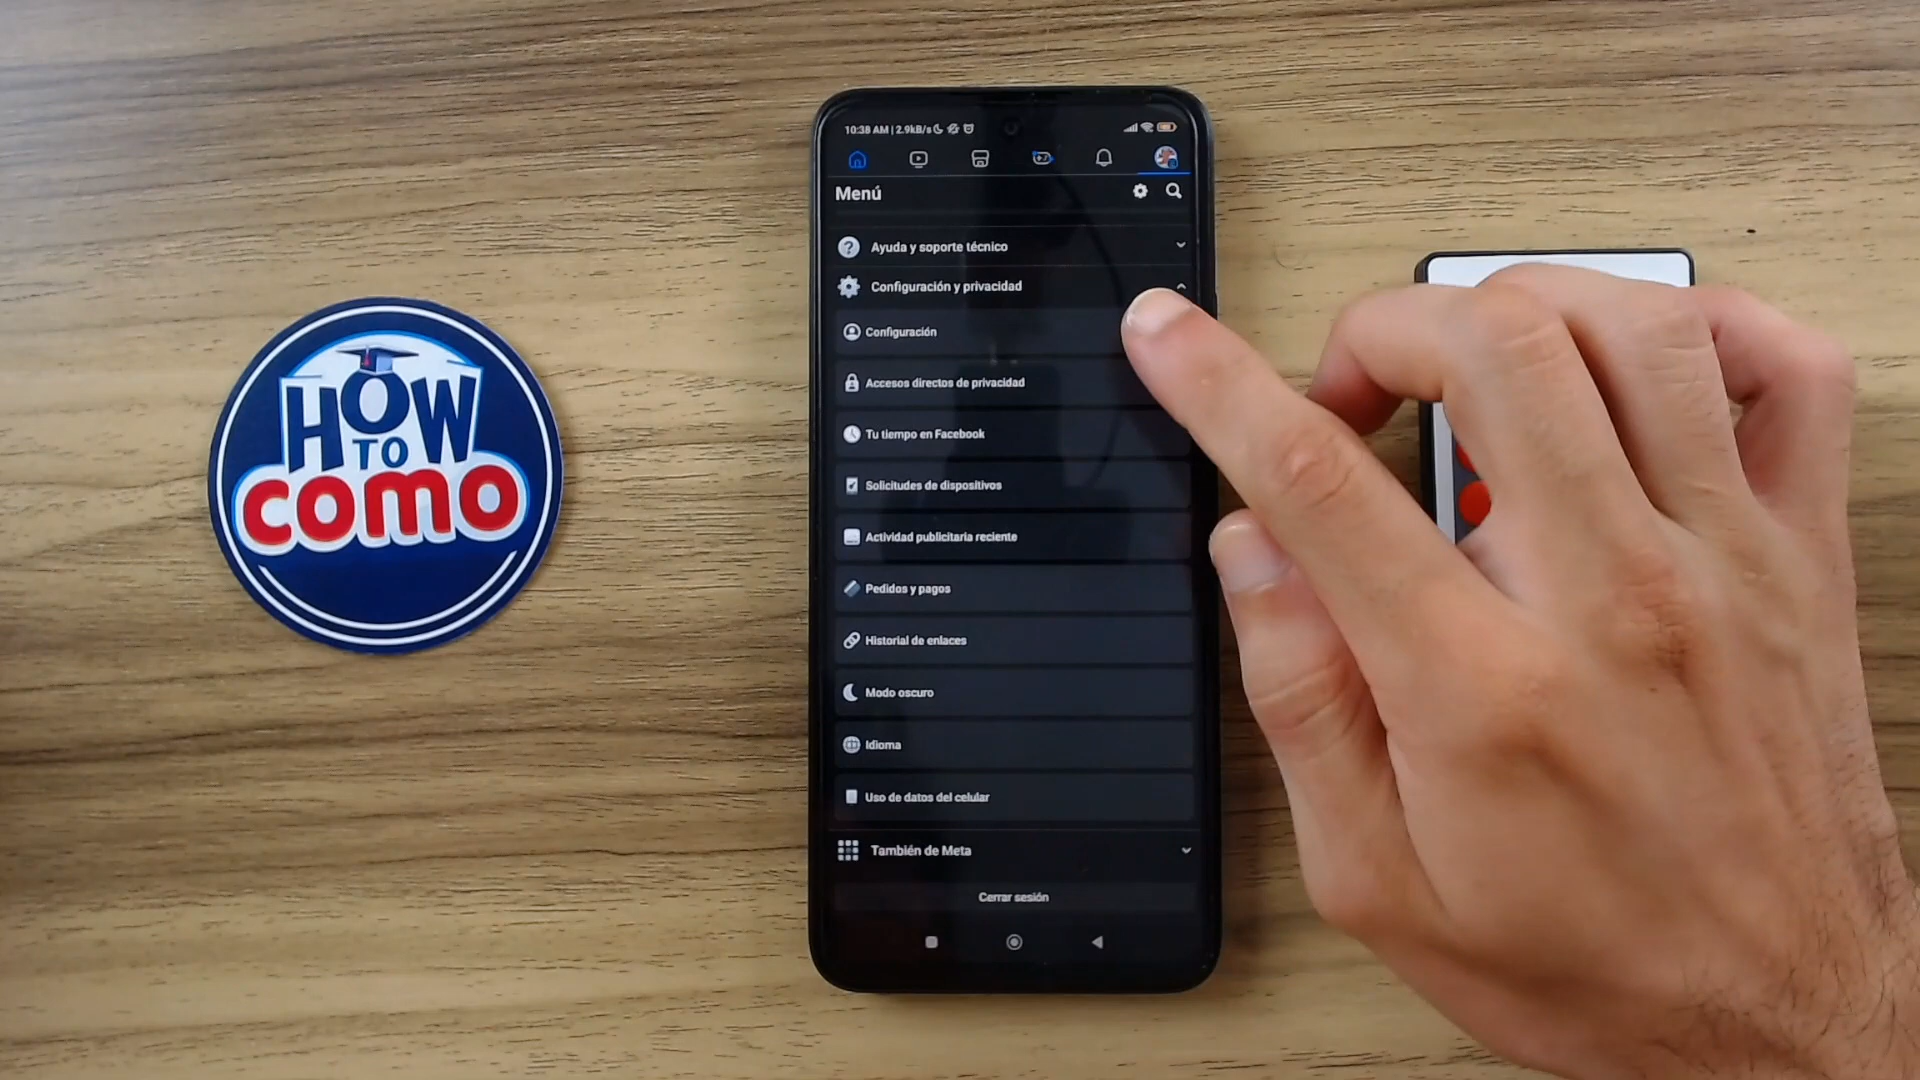 HOW
TO
COMO
10:38 AM | 2.9kB/s
Menú
Ayuda y soporte técnico
Configuración y privacidad
Configuración
Accesos directos de privacidad
Tu tiempo en Facebook
Solicitudes de dispositivos
Actividad publicitaria reciente
Pedidos y pagos
Historial de enlaces
Modo oscuro
Idioma
Uso de datos del celular
También de Meta
Cerrar sesión